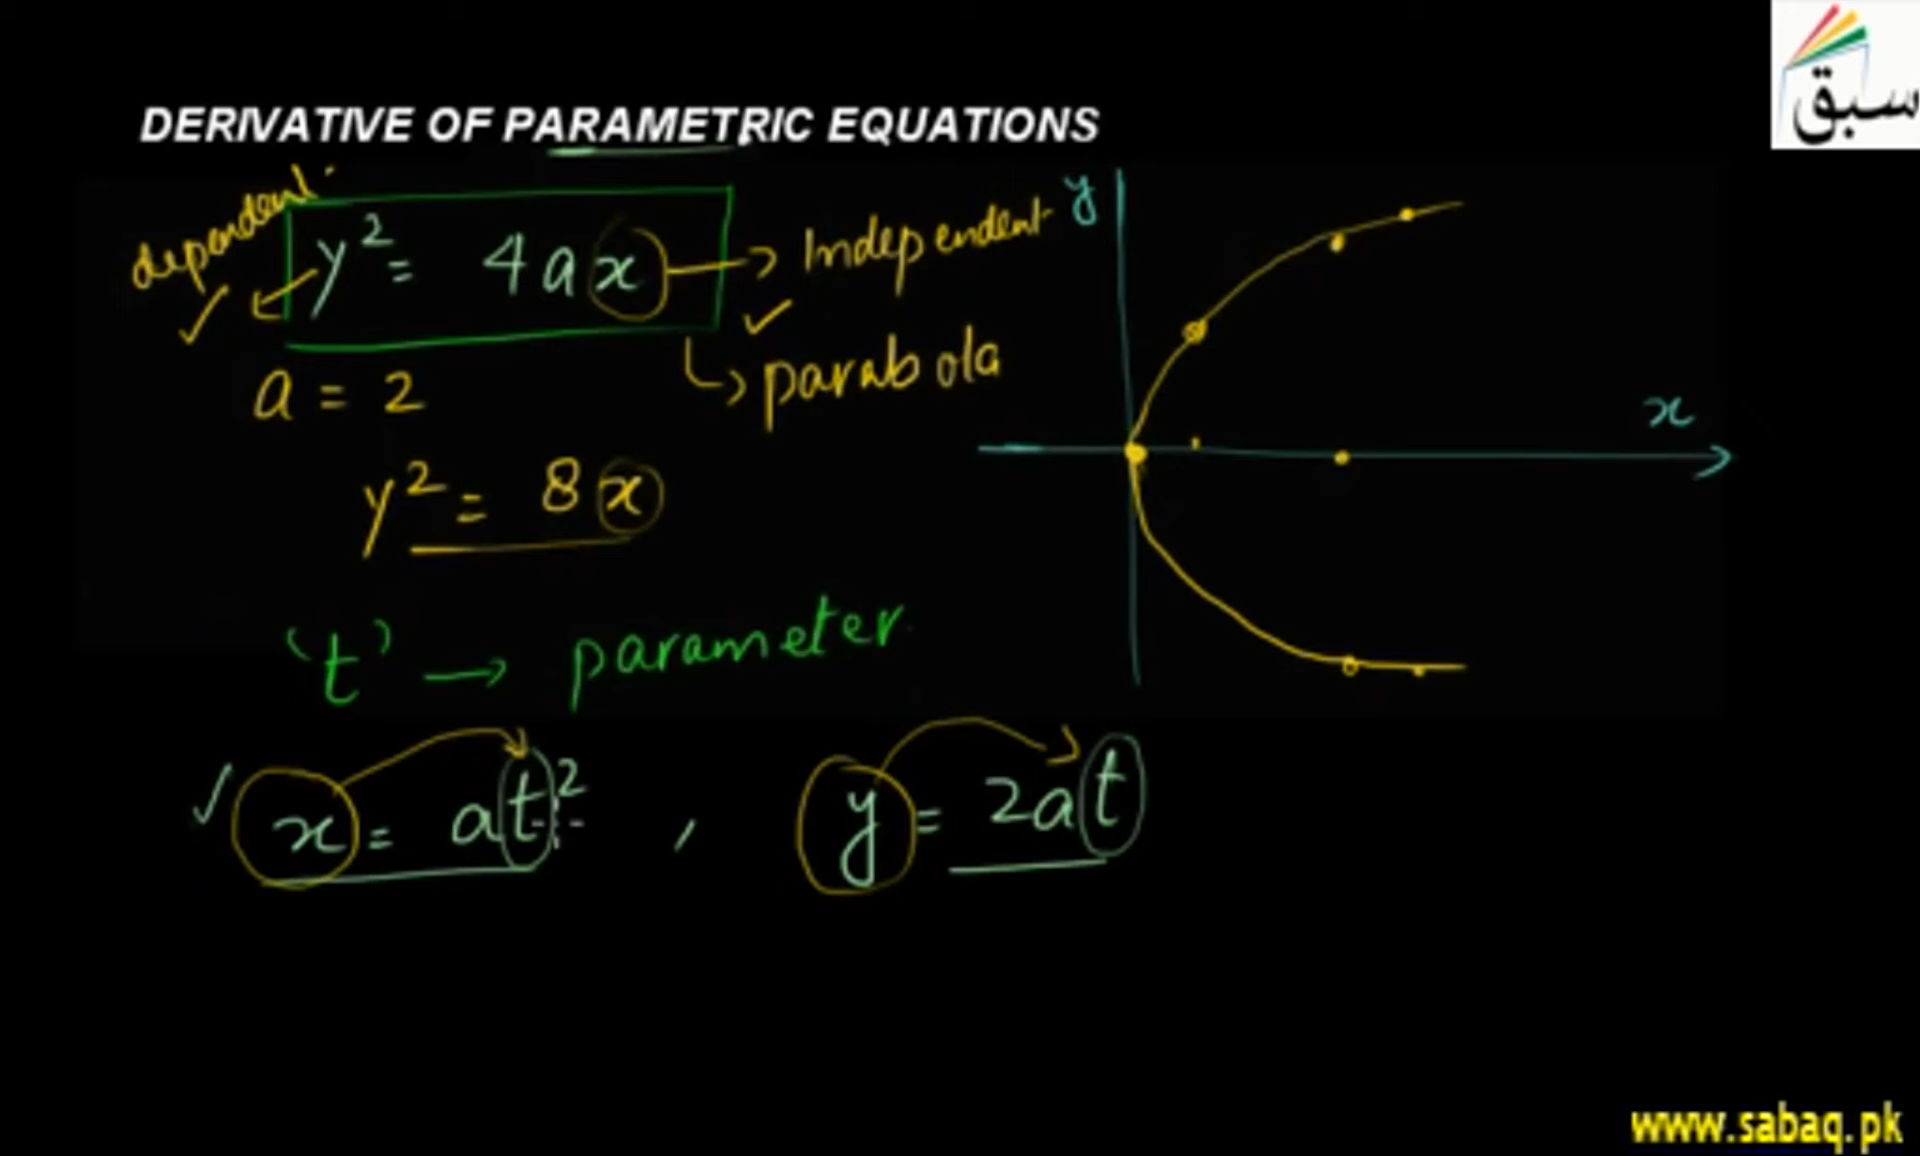 سبق
DERIVATIVE OF PARAMETRIC EQUATIONS
dependent
y² = 4ax
Independent
a = 2
parabola
y² = 8x
y
x
't' → parameter
x = at² , y = 2at
www.sabaq.pk